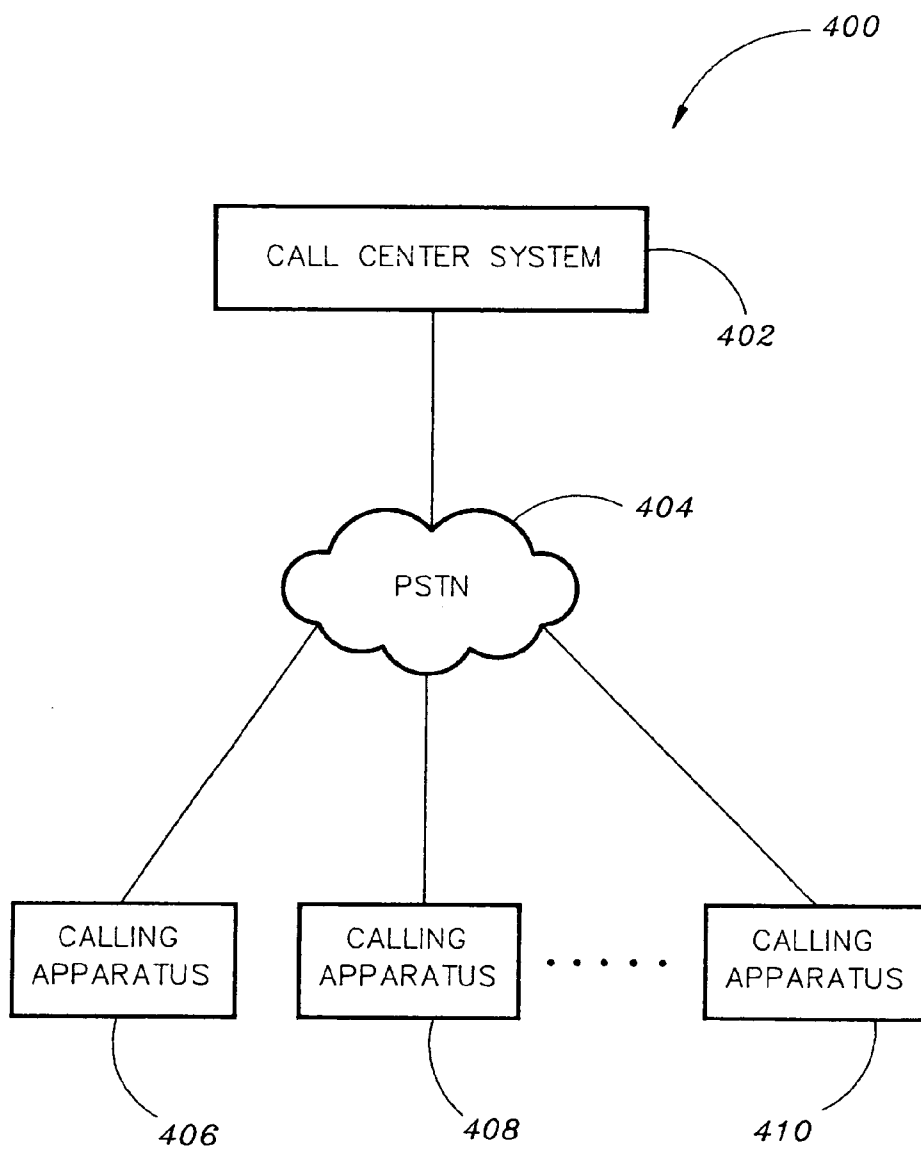 400
CALL CENTER SYSTEM
402
404
PSTN
CALLING
APPARATUS
CALLING
APPARATUS
CALLING
APPARATUS
406
408
410